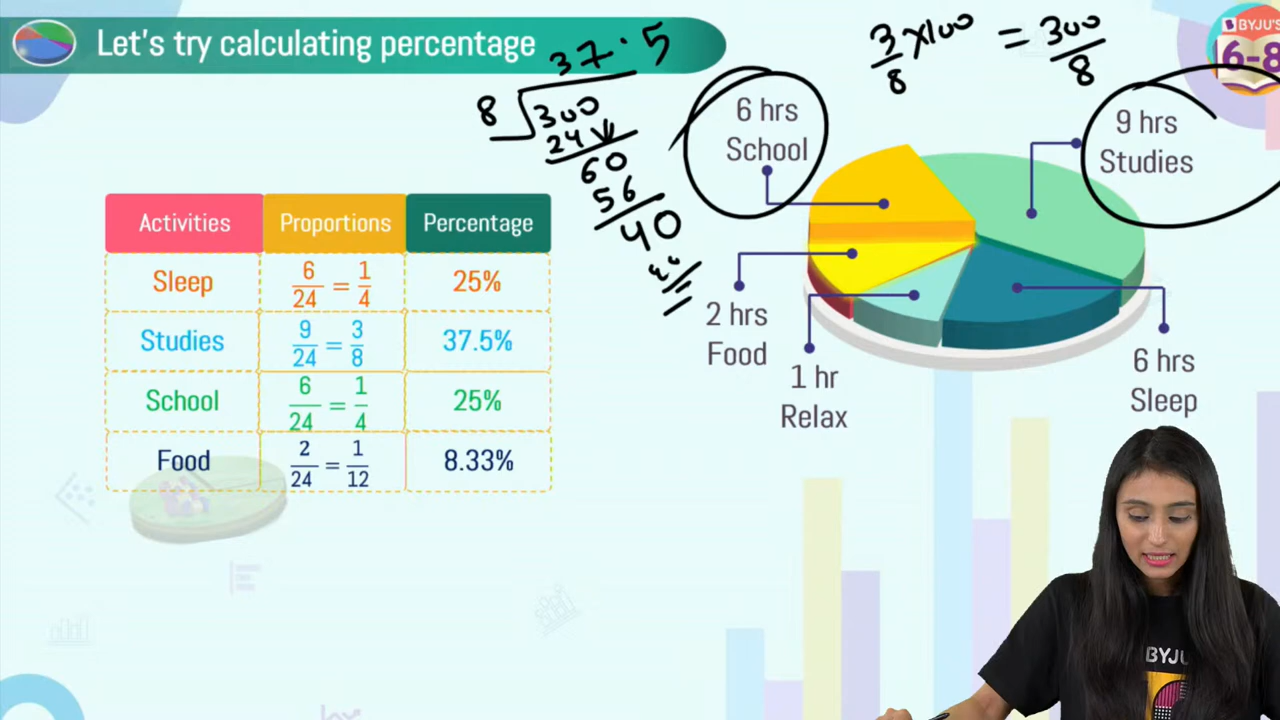 Let's try calculating percentage
BYJU'S
6-8
3/8 × 100 = 300/8
37.5
8 300
24
60
56
40
6 hrs
School
9 hrs
Studies
2 hrs
Food
1 hr
Relax
6 hrs
Sleep
Activities Proportions Percentage
Sleep 6/24 = 1/4 25%
Studies 9/24 = 3/8 37.5%
School 6/24 = 1/4 25%
Food 2/24 = 1/12 8.33%
BYJU